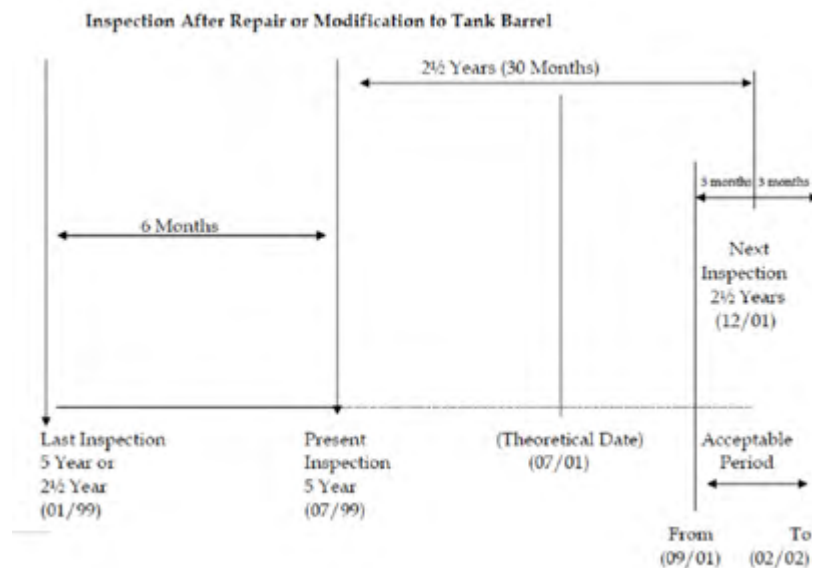 Inspection After Repair or Modification to Tank Barrel
2½ Years (30 Months)
3 months 3 months
6 Months
Next
Inspection
2½ Years
(12/01)
Last Inspection
5 Year or
2½ Year
(01/99)
Present
Inspection
5 Year
(07/99)
(Theoretical Date)
(07/01)
Acceptable
Period
From
(09/01)
To
(02/02)